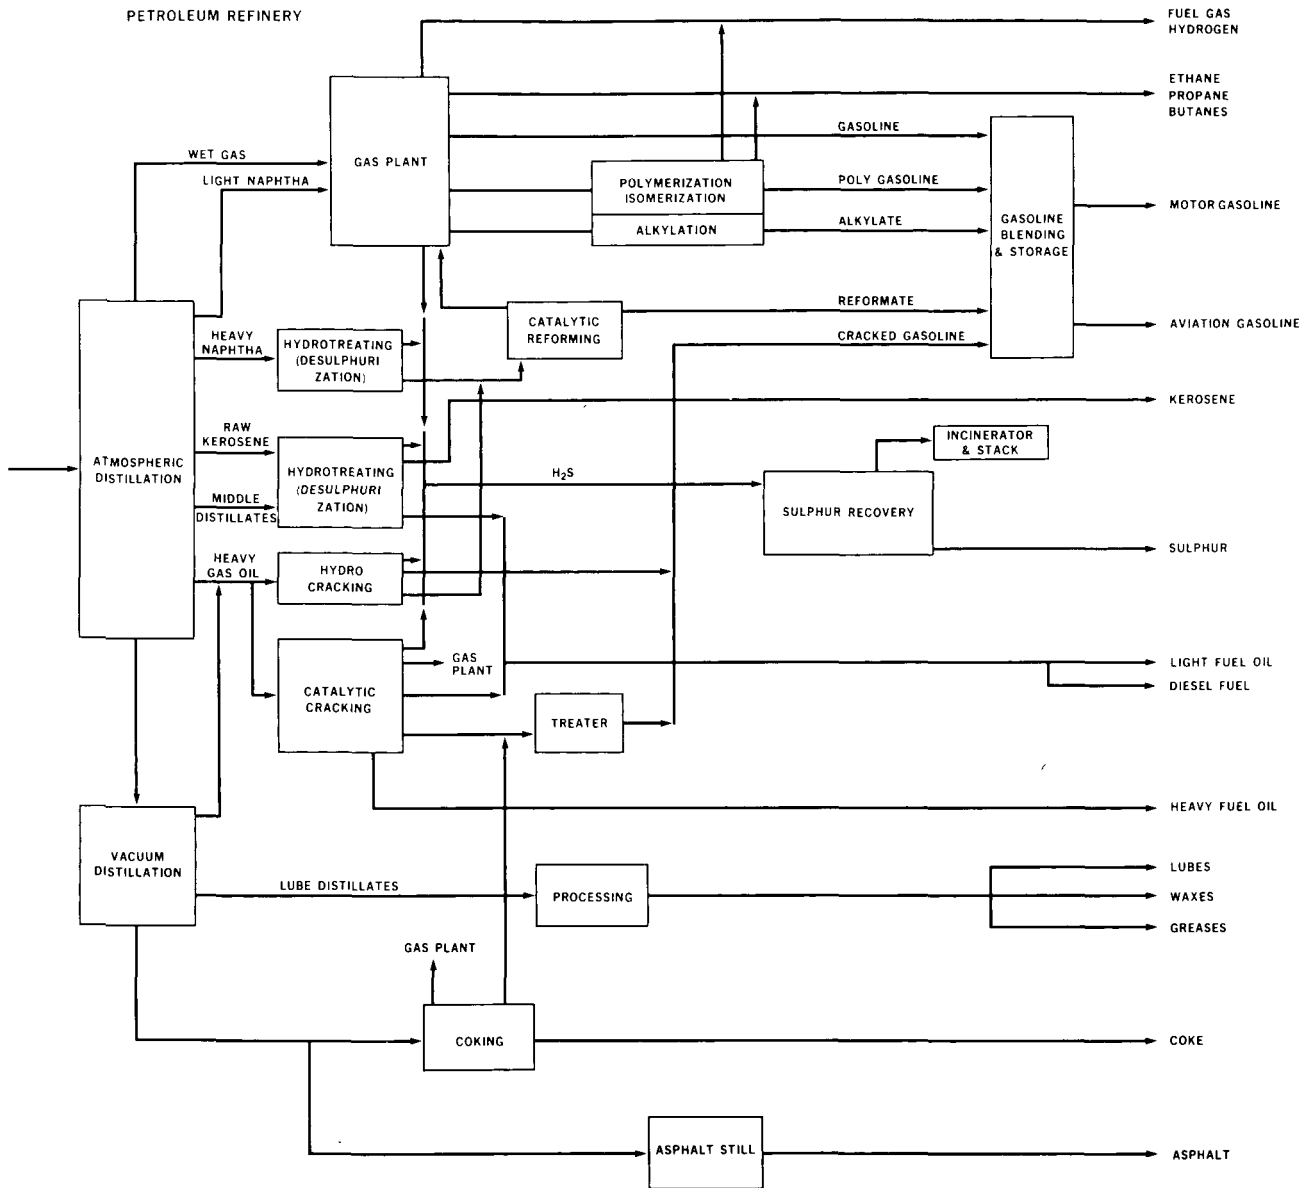 PETROLEUM REFINERY
FUEL GAS
HYDROGEN
ETHANE
PROPANE
BUTANES
GASOLINE
WET GAS
GAS PLANT
LIGHT NAPHTHA
POLYMERIZATION
ISOMERIZATION
POLY GASOLINE
ALKYLATION
ALKYLATE
GASOLINE
BLENDING
& STORAGE
MOTOR GASOLINE
REFORMATE
CATALYTIC
REFORMING
CRACKED GASOLINE
AVIATION GASOLINE
HEAVY
NAPHTHA
HYDROTREATING
(DESULPHURI
ZATION)
KEROSENE
RAW
KEROSENE
INCINERATOR
& STACK
ATMOSPHERIC
DISTILLATION
HYDROTREATING
(DESULPHURI
ZATION)
H₂S
MIDDLE
DISTILLATES
SULPHUR RECOVERY
SULPHUR
HEAVY
GAS OIL
HYDRO
CRACKING
GAS
PLANT
LIGHT FUEL OIL
DIESEL FUEL
CATALYTIC
CRACKING
TREATER
HEAVY FUEL OIL
VACUUM
DISTILLATION
LUBE DISTILLATES
PROCESSING
LUBES
WAXES
GREASES
GAS PLANT
COKING
COKE
ASPHALT STILL
ASPHALT